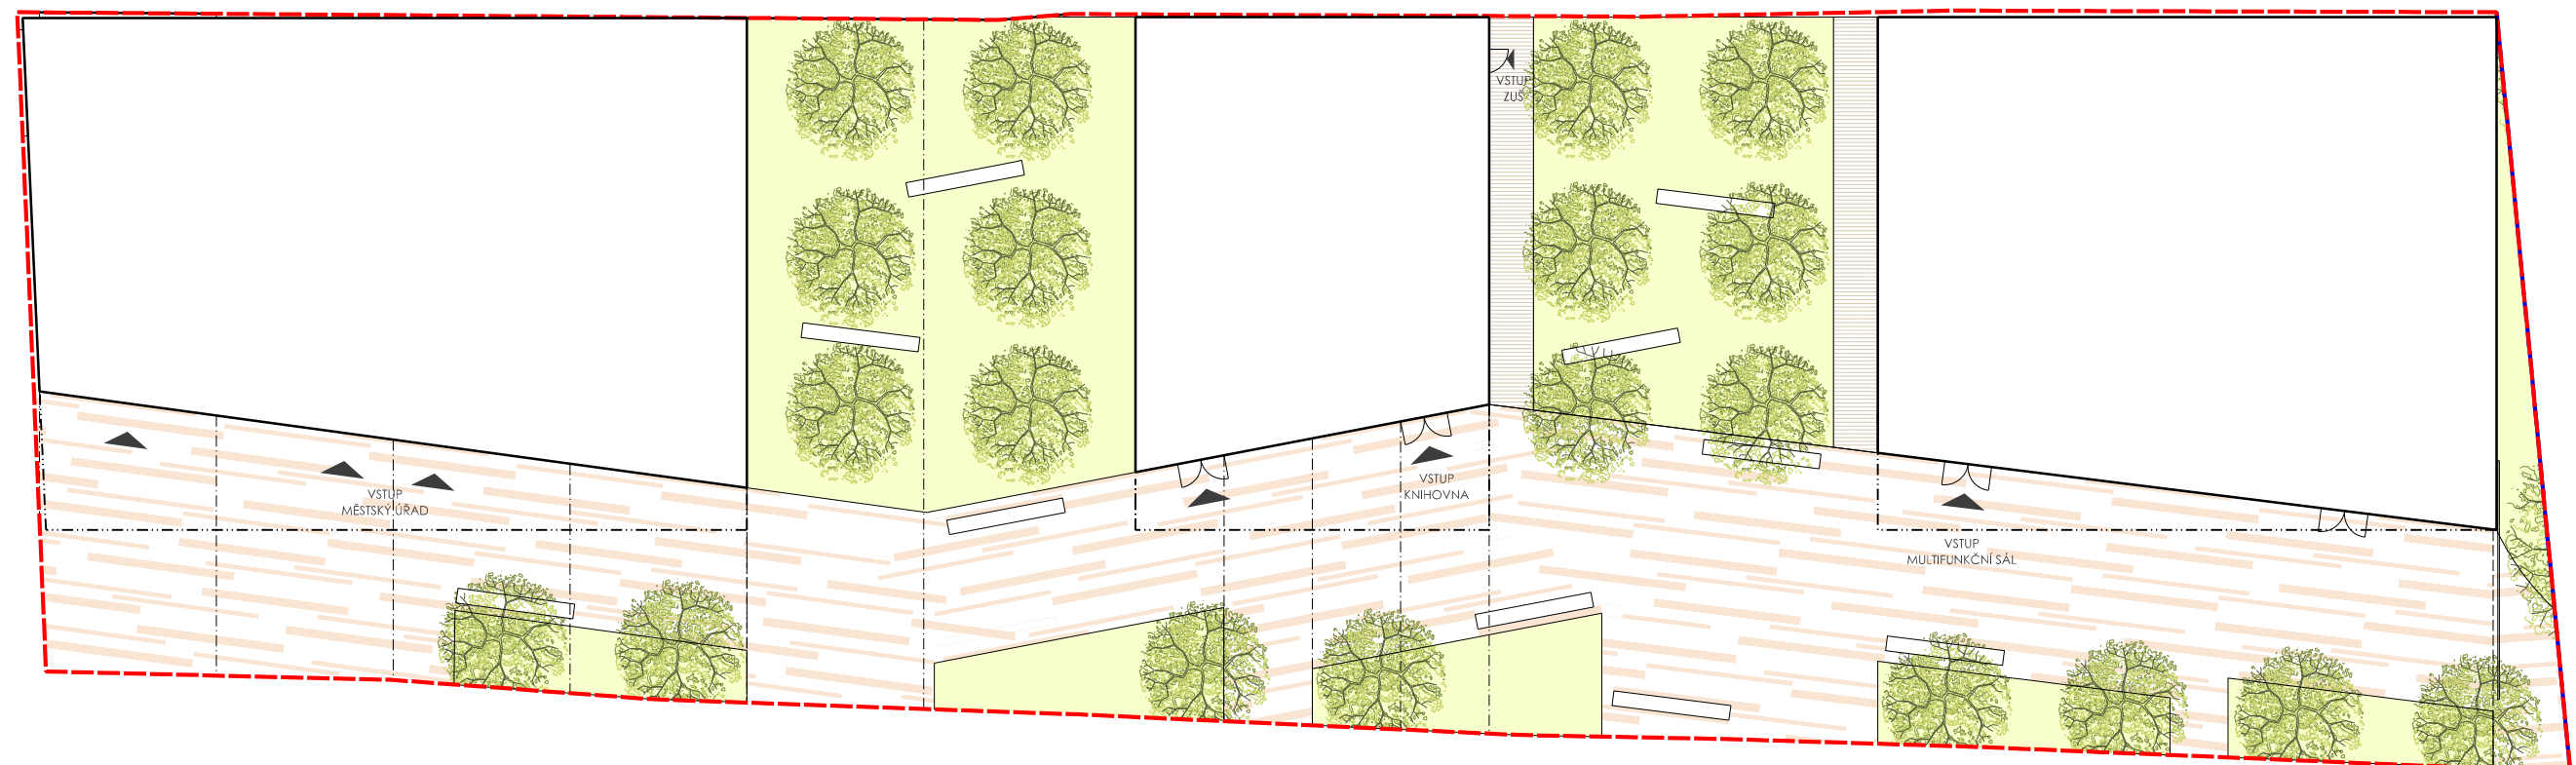 VSTUP
ZUŠ
VSTUP
MĚSTSKÝ ÚŘAD
VSTUP
KNIHOVNA
VSTUP
MULTIFUNKČNÍ SÁL